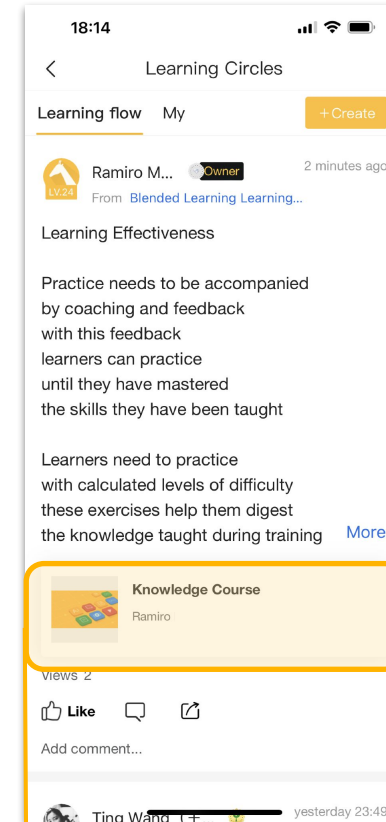 18:14
Learning Circles
Learning flow My +Create
Ramiro M... Owner 2 minutes ago
LV.24
From Blended Learning Learning...
Learning Effectiveness
Practice needs to be accompanied
by coaching and feedback
with this feedback
learners can practice
until they have mastered
the skills they have been taught
Learners need to practice
with calculated levels of difficulty
these exercises help them digest
the knowledge taught during training More
Knowledge Course
Ramiro
Views 2
Like
Add comment...
Ting Wang yesterday 23:49